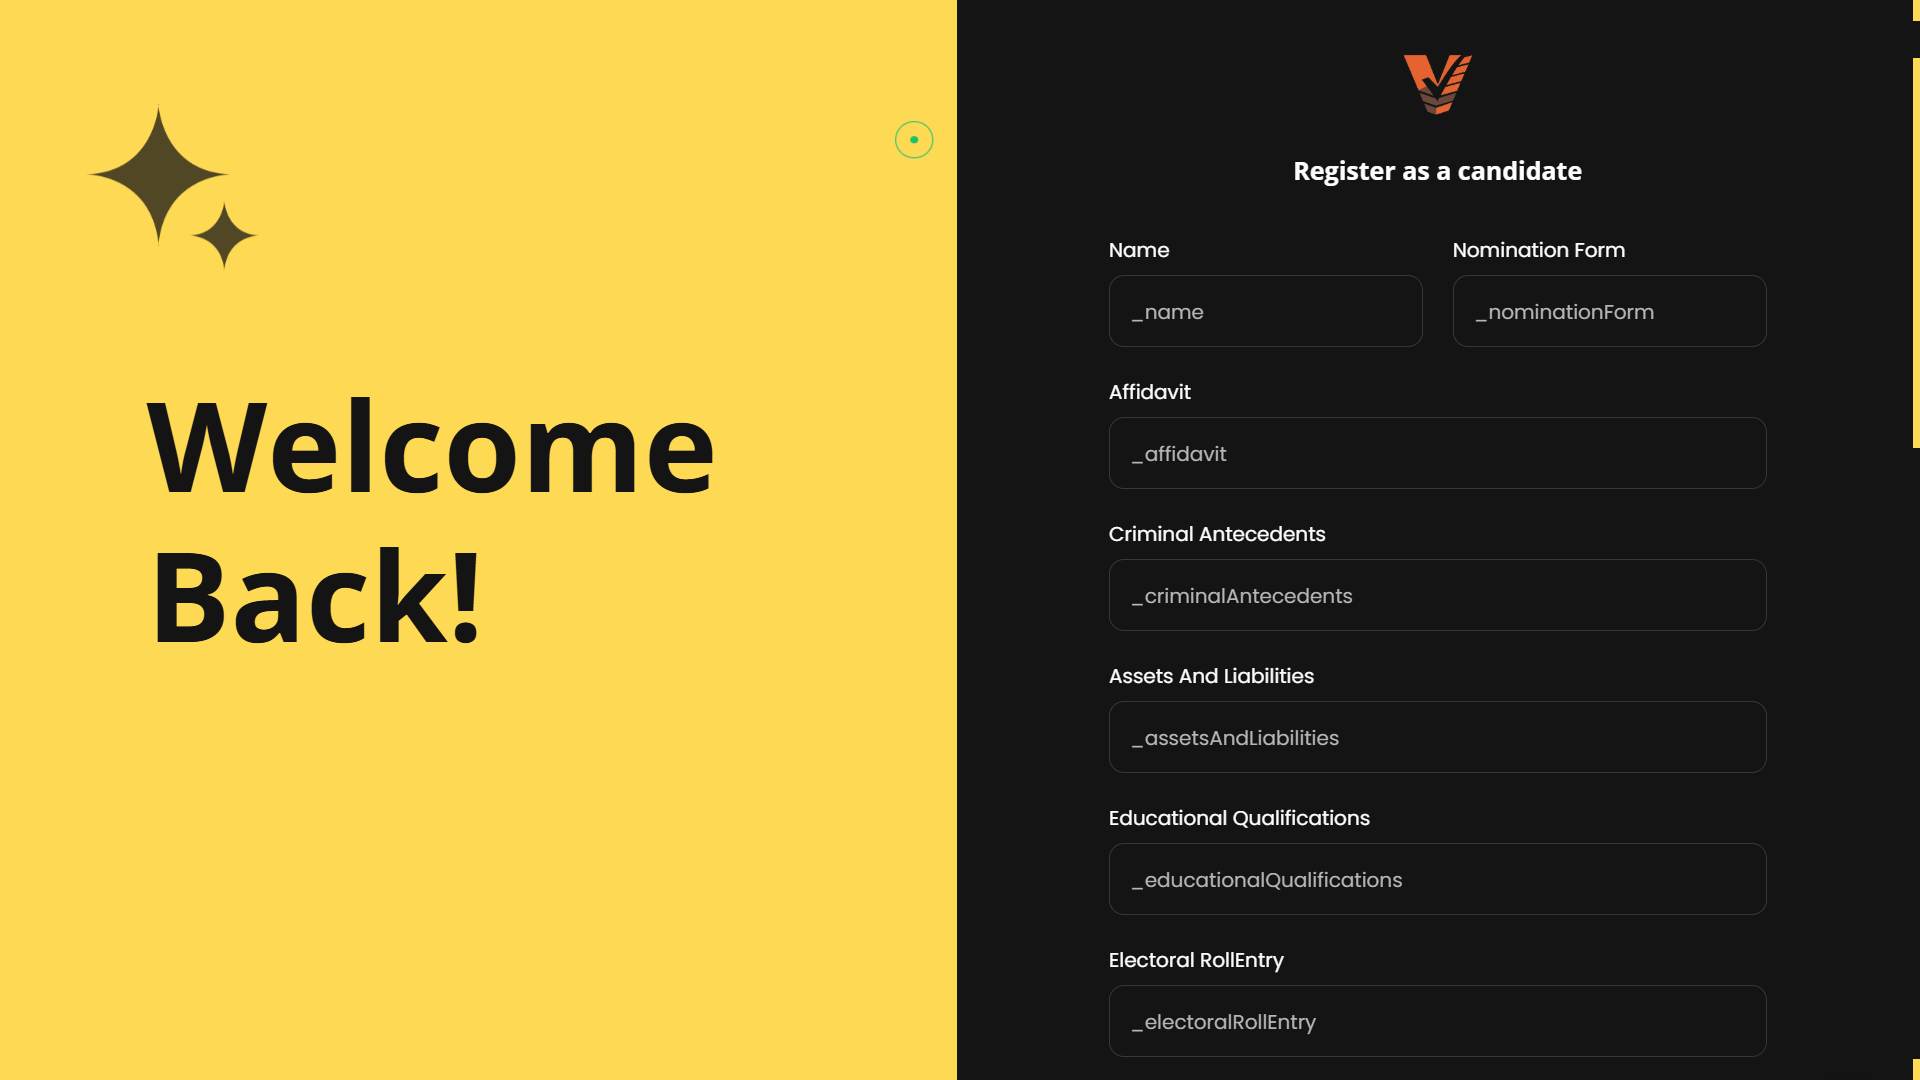 Welcome
Back!
Register as a candidate
Name
_name
Nomination Form
_nominationForm
Affidavit
_affidavit
Criminal Antecedents
_criminalAntecedents
Assets And Liabilities
_assetsAndLiabilities
Educational Qualifications
_educationalQualifications
Electoral RollEntry
_electoralRollEntry